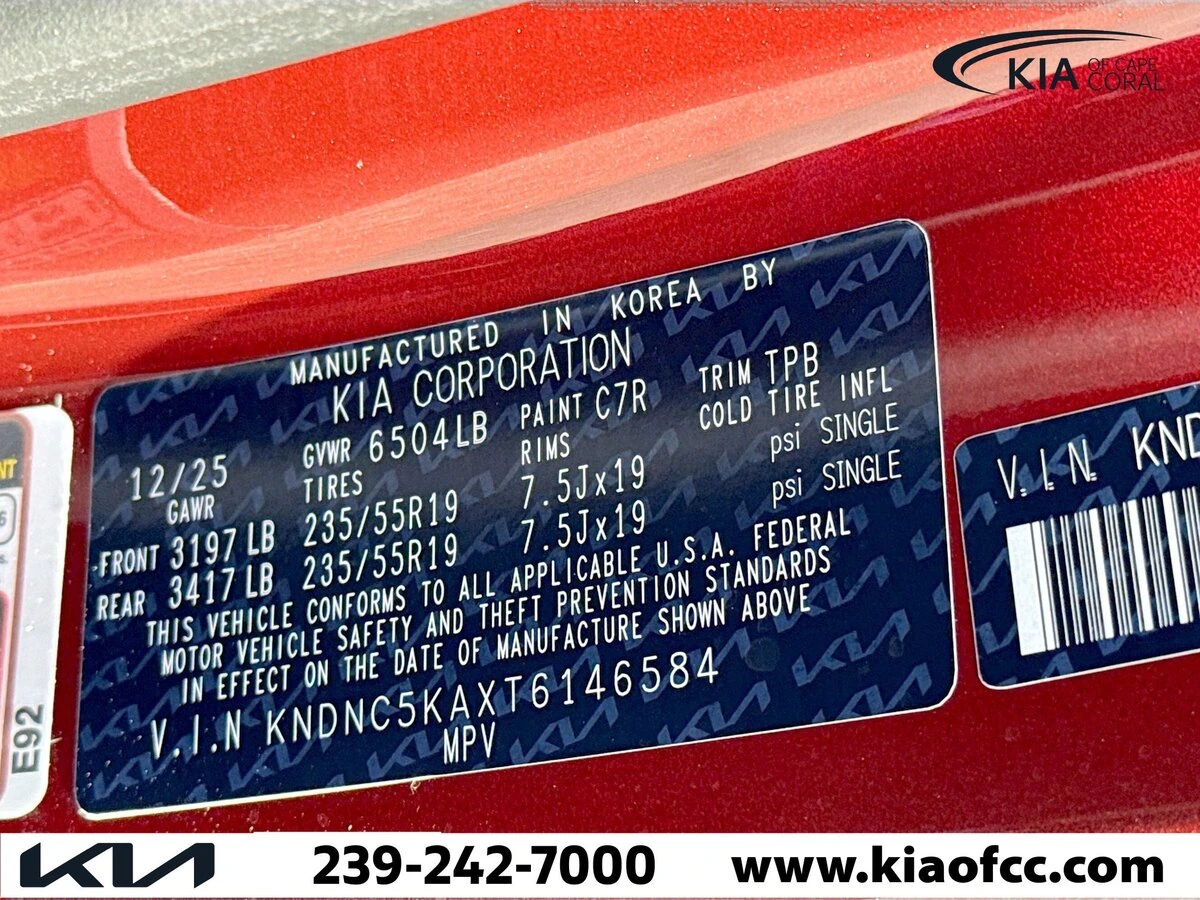 KIA OF CAPE CORAL
MANUFACTURED IN KOREA BY
KIA CORPORATION
12/25 GVWR 6504LB PAINT C7R TRIM TPB
GAWR TIRES RIMS COLD TIRE INFL
FRONT 3197 LB 235/55R19 7.5Jx19 psi SINGLE
REAR 3417 LB 235/55R19 7.5Jx19 psi SINGLE
THIS VEHICLE CONFORMS TO ALL APPLICABLE U.S.A. FEDERAL
MOTOR VEHICLE SAFETY AND THEFT PREVENTION STANDARDS
IN EFFECT ON THE DATE OF MANUFACTURE SHOWN ABOVE
V.I.N KNDNC5KAXT6146584
MPV
V.I.N. KND
NT
6
E92
KIA 239-242-7000 www.kiaofcc.com